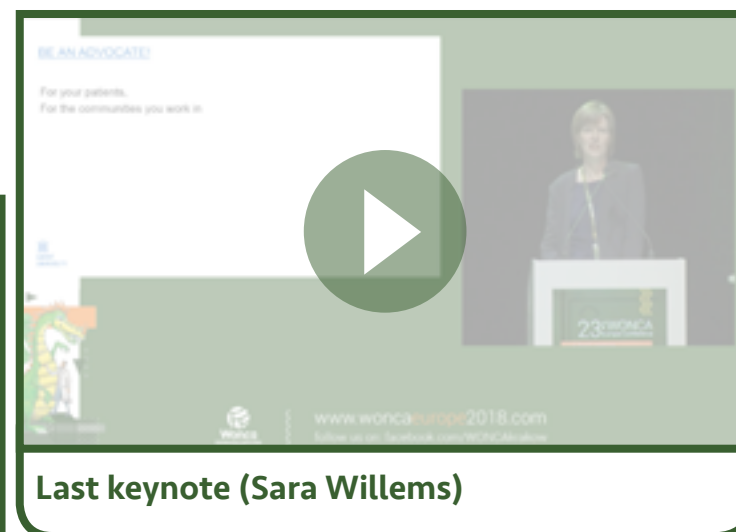 BE AN ADVOCATE!
For your patients,
For the communities you work in
23 WONCA
wonca
www.woncaeurope2018.com
follow us on: facebook.com/WONCAkrakow
Last keynote (Sara Willems)